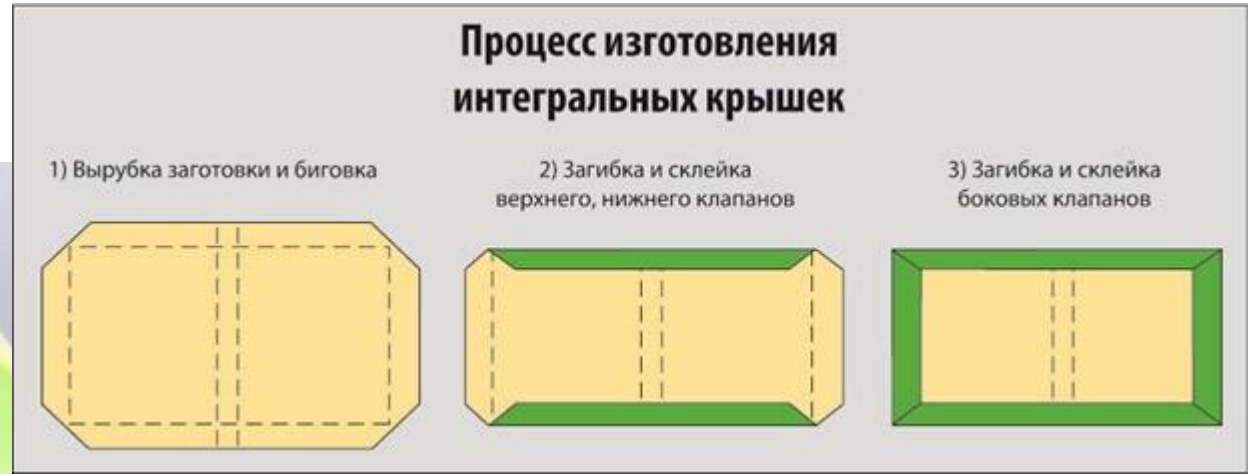 Процесс изготовления
интегральных крышек
1) Вырубка заготовки и биговка
2) Загибка и склейка
верхнего, нижнего клапанов
3) Загибка и склейка
боковых клапанов